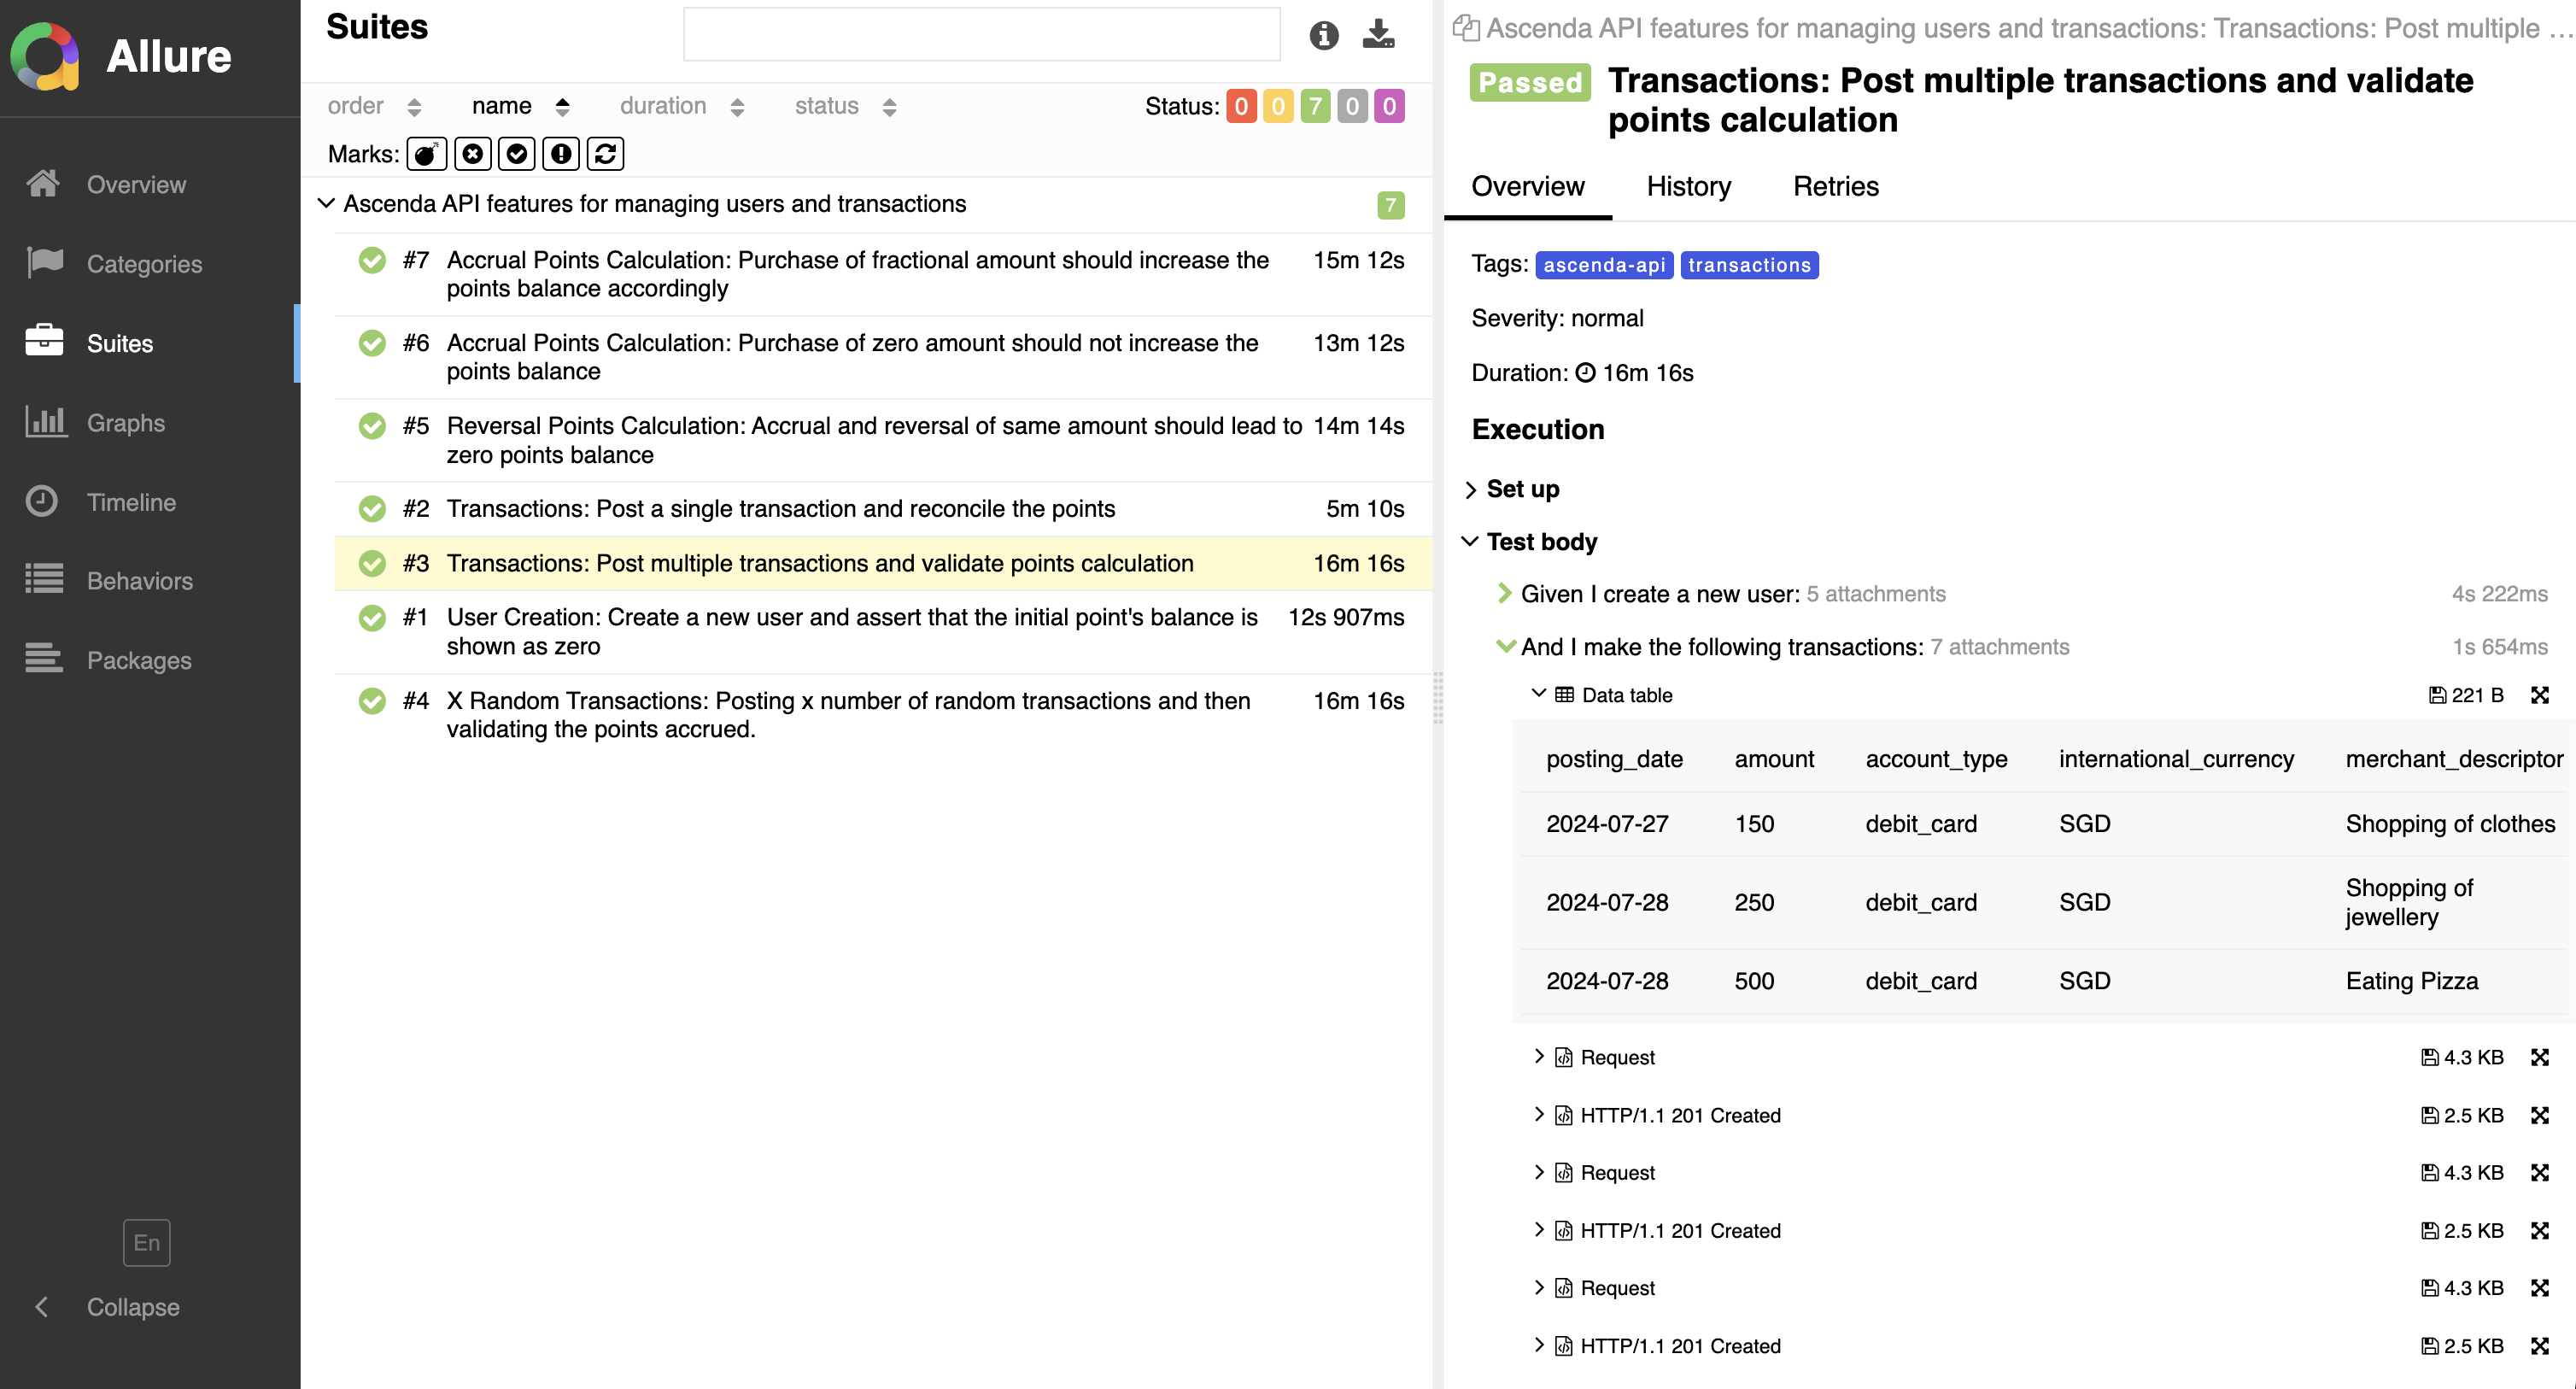 Allure
Overview
Categories
Suites
Graphs
Timeline
Behaviors
Packages
En
Collapse
Suites
order name duration status Status: 0 0 7 0 0
Marks:
Ascenda API features for managing users and transactions 7
#7 Accrual Points Calculation: Purchase of fractional amount should increase the 15m 12s
points balance accordingly
#6 Accrual Points Calculation: Purchase of zero amount should not increase the 13m 12s
points balance
#5 Reversal Points Calculation: Accrual and reversal of same amount should lead to 14m 14s
zero points balance
#2 Transactions: Post a single transaction and reconcile the points 5m 10s
#3 Transactions: Post multiple transactions and validate points calculation 16m 16s
#1 User Creation: Create a new user and assert that the initial point's balance is 12s 907ms
shown as zero
#4 X Random Transactions: Posting x number of random transactions and then 16m 16s
validating the points accrued.
Ascenda API features for managing users and transactions: Transactions: Post multiple ...
Passed Transactions: Post multiple transactions and validate
points calculation
Overview History Retries
Tags: ascenda-api transactions
Severity: normal
Duration: 16m 16s
Execution
Set up
Test body
Given I create a new user: 5 attachments 4s 222ms
And I make the following transactions: 7 attachments 1s 654ms
Data table 221 B
posting_date amount account_type international_currency merchant_descriptor
2024-07-27 150 debit_card SGD Shopping of clothes
2024-07-28 250 debit_card SGD Shopping of
jewellery
2024-07-28 500 debit_card SGD Eating Pizza
Request 4.3 KB
HTTP/1.1 201 Created 2.5 KB
Request 4.3 KB
HTTP/1.1 201 Created 2.5 KB
Request 4.3 KB
HTTP/1.1 201 Created 2.5 KB